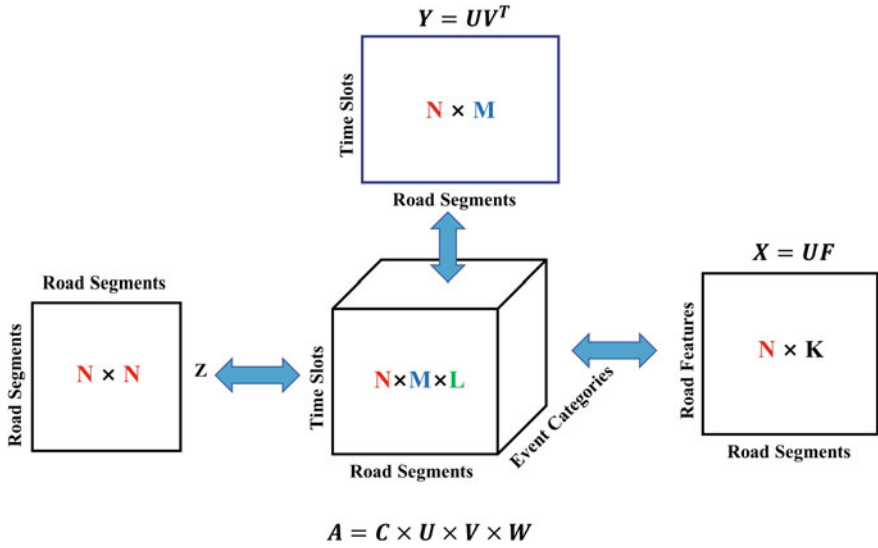 Y = UVᵀ
Time Slots
N × M
Road Segments
X = UF
Road Features
N × K
Road Segments
Road Segments
Road Segments
N × N
Z
Time Slots
N×M×L
Event Categories
Road Segments
A = C × U × V × W